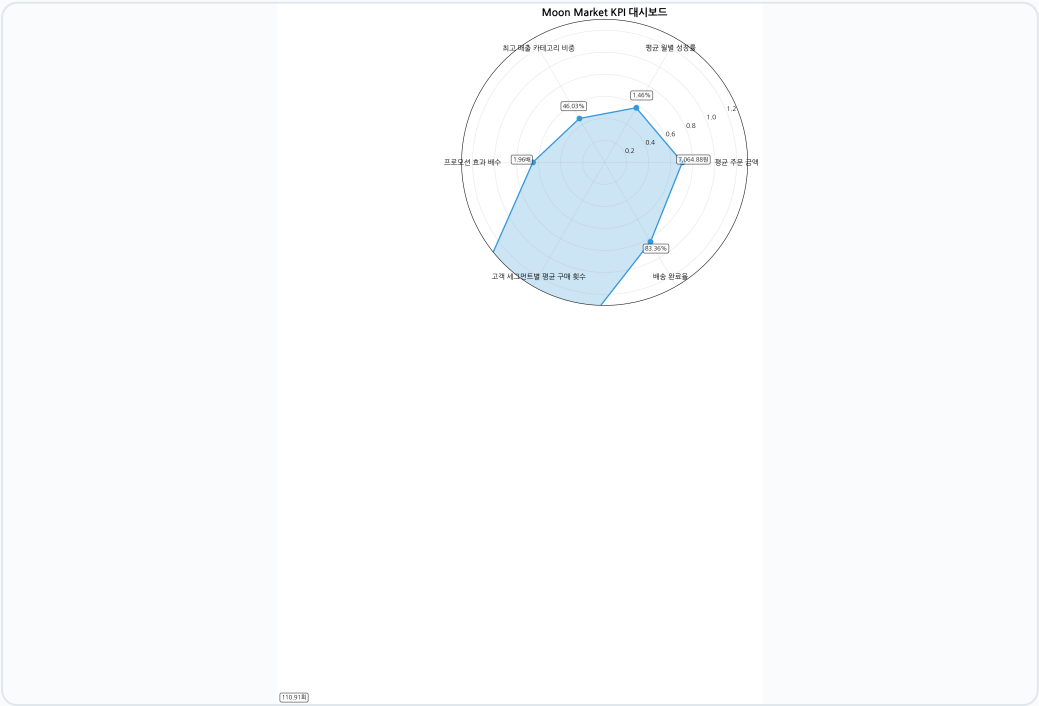 Moon Market KPI 대시보드
최고 매출 카테고리 비중
평균 월별 성장률
46.03%
1.46%
1.2
1.0
0.8
0.6
0.4
0.2
프로모션 효과 배수
1.96배
7,064.88원
평균 주문 금액
83.36%
고객 세그먼트별 평균 구매 횟수
배송 완료율
110.91회